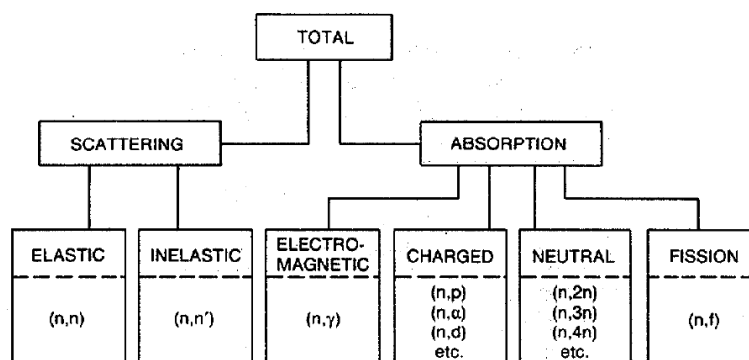 TOTAL
SCATTERING
ABSORPTION
ELASTIC
(n,n)
INELASTIC
(n,n′)
ELECTRO-
MAGNETIC
(n,γ)
CHARGED
(n,p)
(n,α)
(n,d)
etc.
NEUTRAL
(n,2n)
(n,3n)
(n,4n)
etc.
FISSION
(n,f)